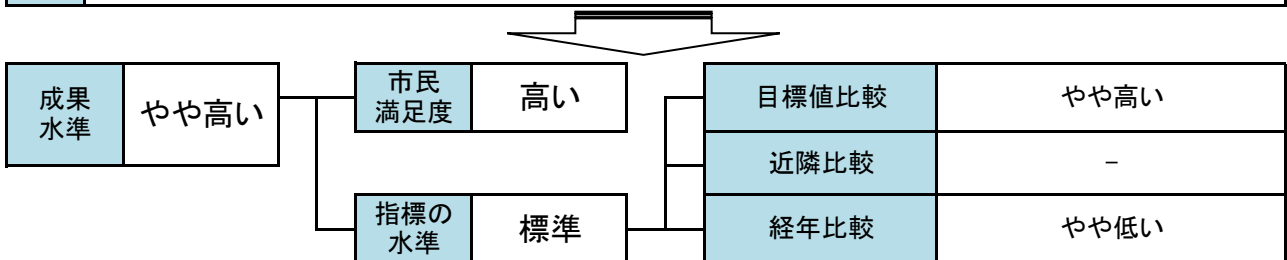 成果
水準
やや高い
市民
満足度
高い
指標の
水準
標準
目標値比較
やや高い
近隣比較
－
経年比較
やや低い